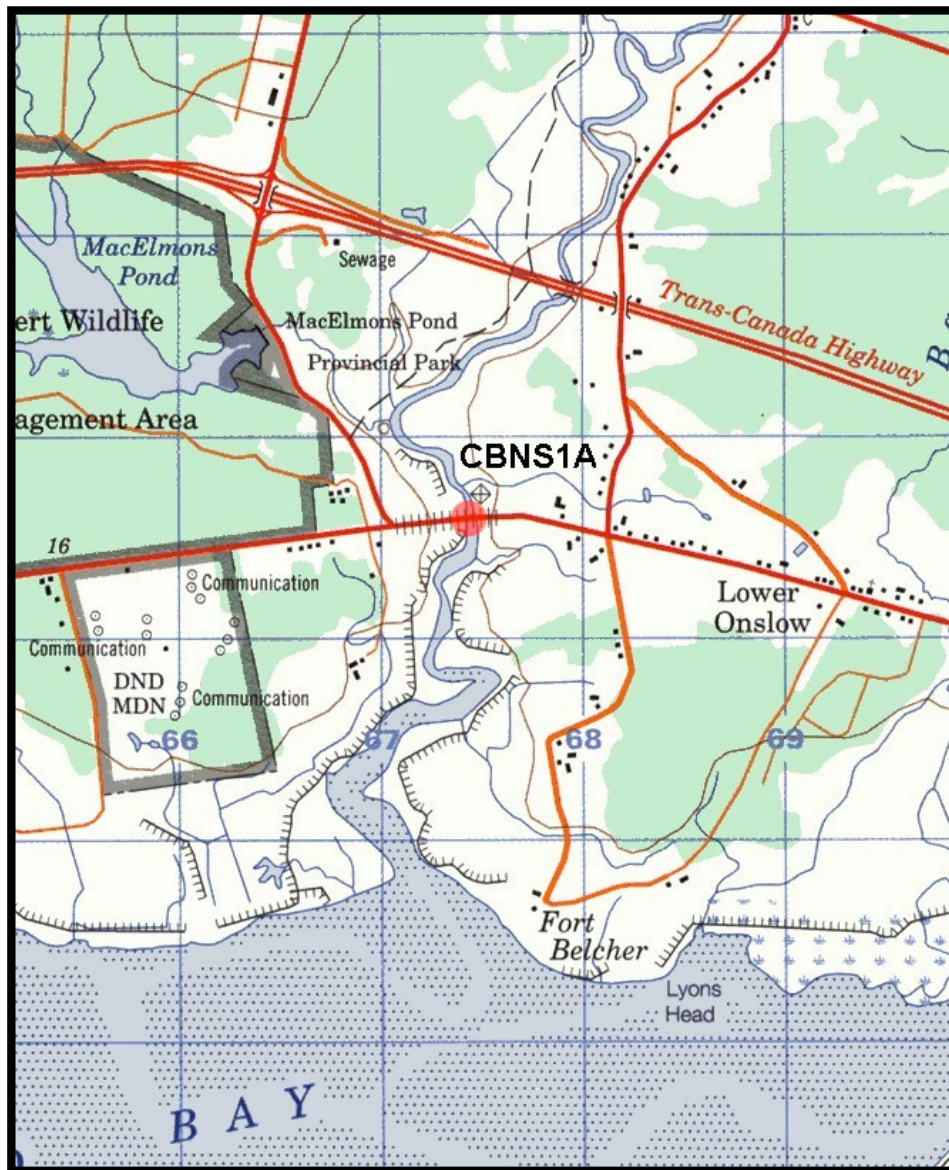 C
MacElmons
Pond
Sewage
Trans-Canada Highway
ert Wildlife
MacElmons Pond
Provincial Park
agement Area
CBNS1A
16
Communication
Lower
Onslow
Communication
DND
MDN
Communication
66
67
68
69
Fort
Belcher
Lyons
Head
BAY